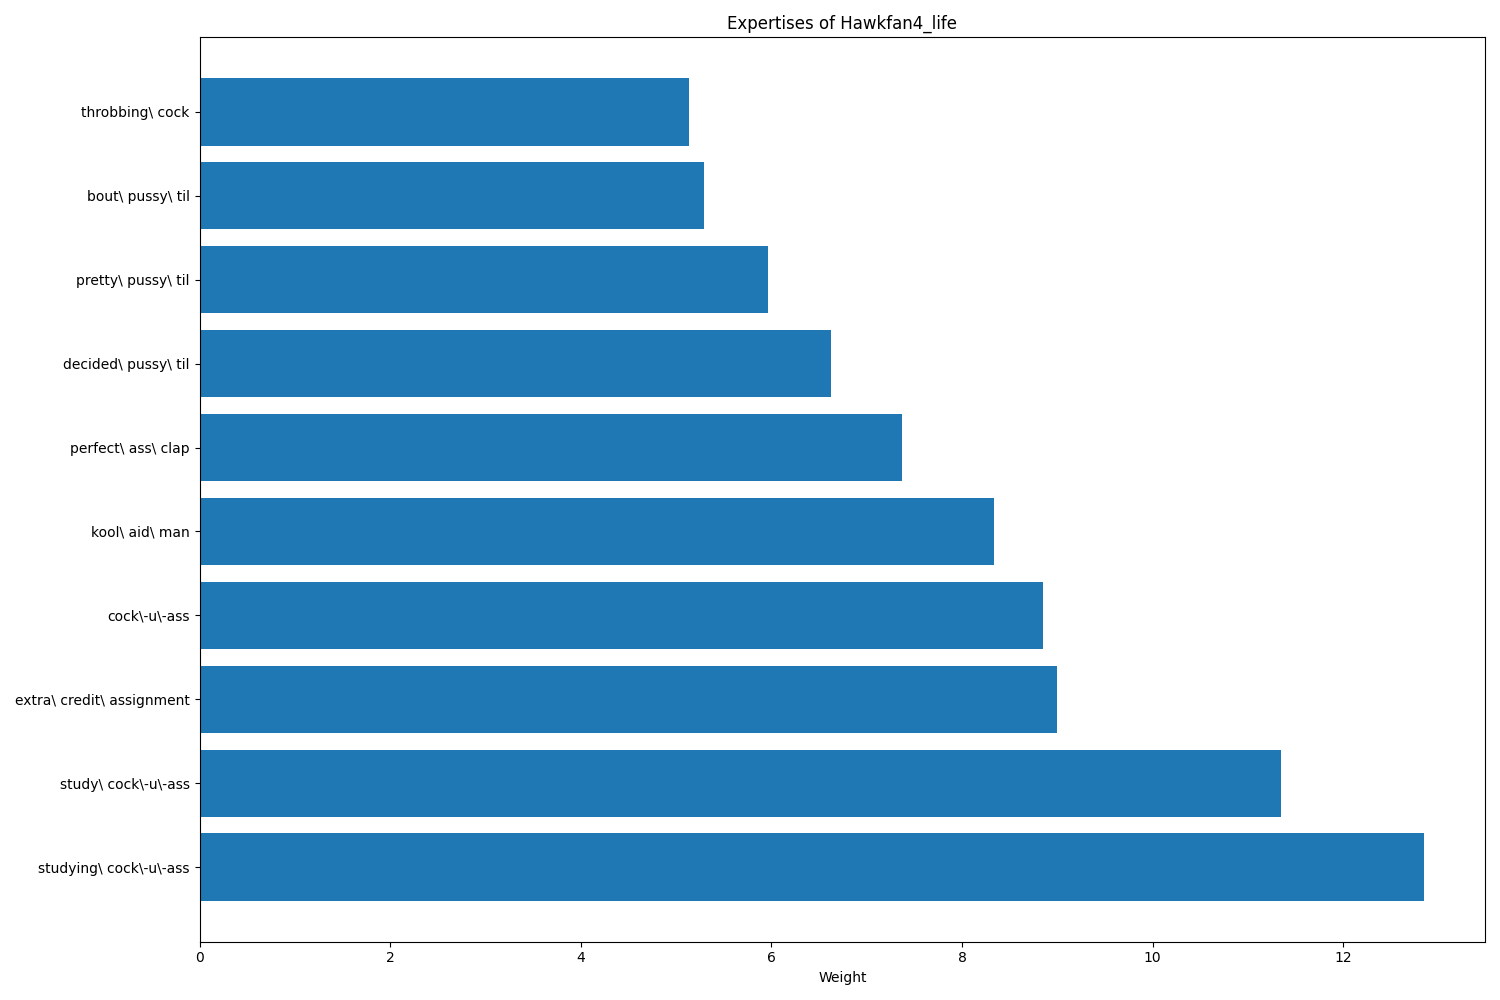 Expertises of Hawkfan4_life
throbbing\ cock
bout\ pussy\ til
pretty\ pussy\ til
decided\ pussy\ til
perfect\ ass\ clap
kool\ aid\ man
cock\-u\-ass
extra\ credit\ assignment
study\ cock\-u\-ass
studying\ cock\-u\-ass
0 2 4 6 8 10 12
Weight